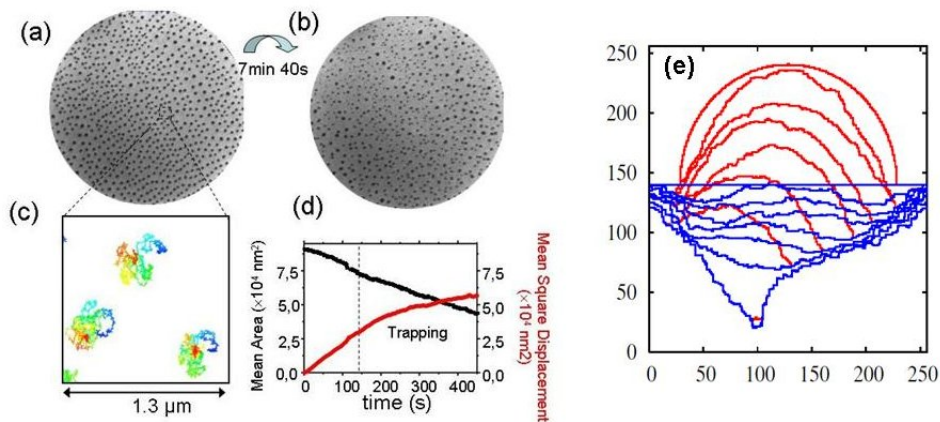 (a)
7min 40s
(b)
(c)
1.3 µm
(d)
Mean Area (×10⁴ nm²)
7,5
5,0
2,5
0,0
0
100
200
300
400
time (s)
Trapping
7,5
5,0
2,5
0,0
Mean Square Displacement
(×10⁴ nm2)
(e)
250
200
150
100
50
0
0
50
100
150
200
250